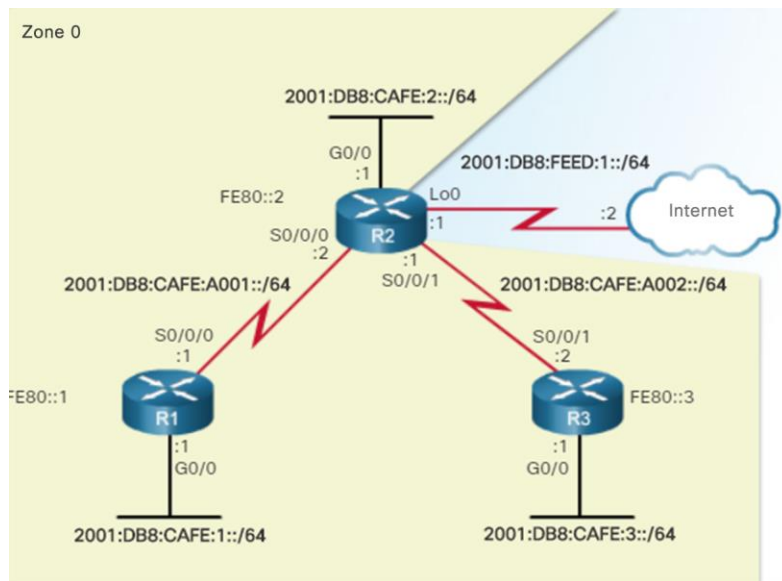 Zone 0
2001:DB8:CAFE:2::/64
G0/0
:1
2001:DB8:FEED:1::/64
FE80::2
Lo0
:1
:2
Internet
R2
S0/0/0
:2
:1
S0/0/1
2001:DB8:CAFE:A001::/64
2001:DB8:CAFE:A002::/64
S0/0/0
:1
S0/0/1
:2
FE80::1
R1
R3
FE80::3
:1
G0/0
:1
G0/0
2001:DB8:CAFE:1::/64
2001:DB8:CAFE:3::/64